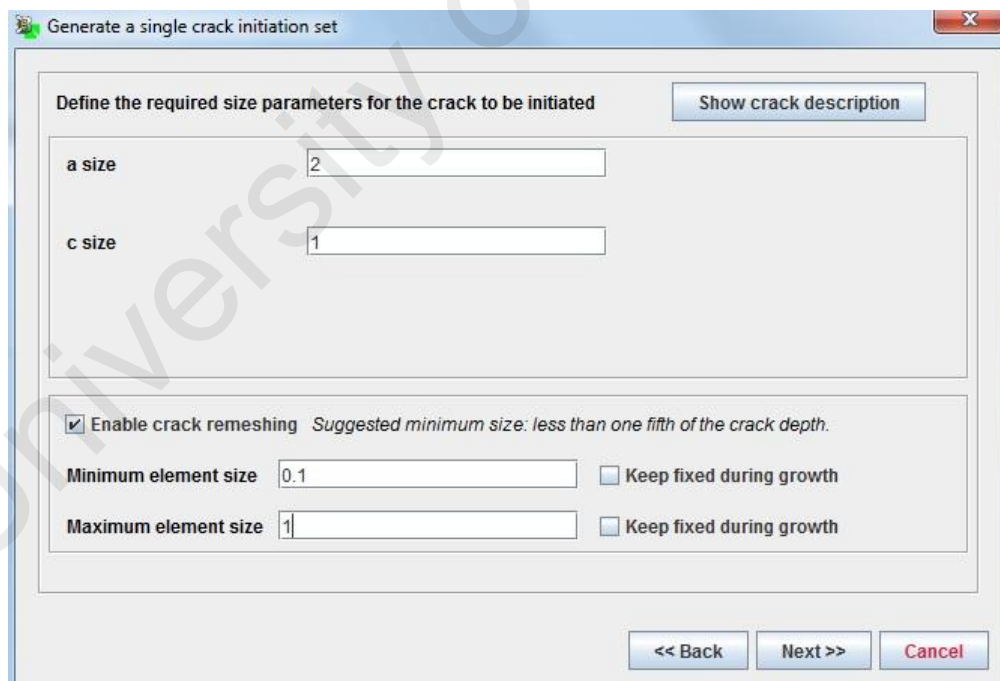 Generate a single crack initiation set
Define the required size parameters for the crack to be initiated
Show crack description
a size 2
c size 1
Enable crack remeshing Suggested minimum size: less than one fifth of the crack depth.
Minimum element size 0.1 Keep fixed during growth
Maximum element size 1 Keep fixed during growth
<< Back Next >> Cancel
University o